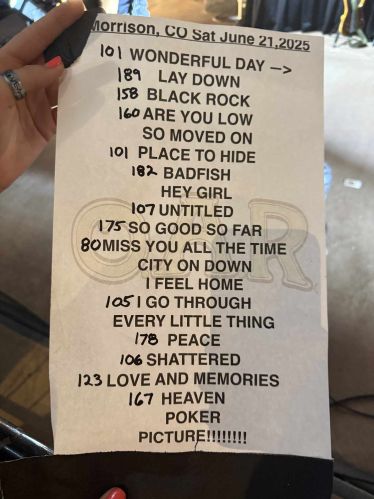 Morrison, CO Sat June 21,2025
101 WONDERFUL DAY –>
189 LAY DOWN
158 BLACK ROCK
160 ARE YOU LOW
SO MOVED ON
101 PLACE TO HIDE
182 BADFISH
HEY GIRL
107 UNTITLED
175 SO GOOD SO FAR
80 MISS YOU ALL THE TIME
CITY ON DOWN
I FEEL HOME
105 I GO THROUGH
EVERY LITTLE THING
178 PEACE
106 SHATTERED
123 LOVE AND MEMORIES
167 HEAVEN
POKER
PICTURE!!!!!!!!
O.A.R.